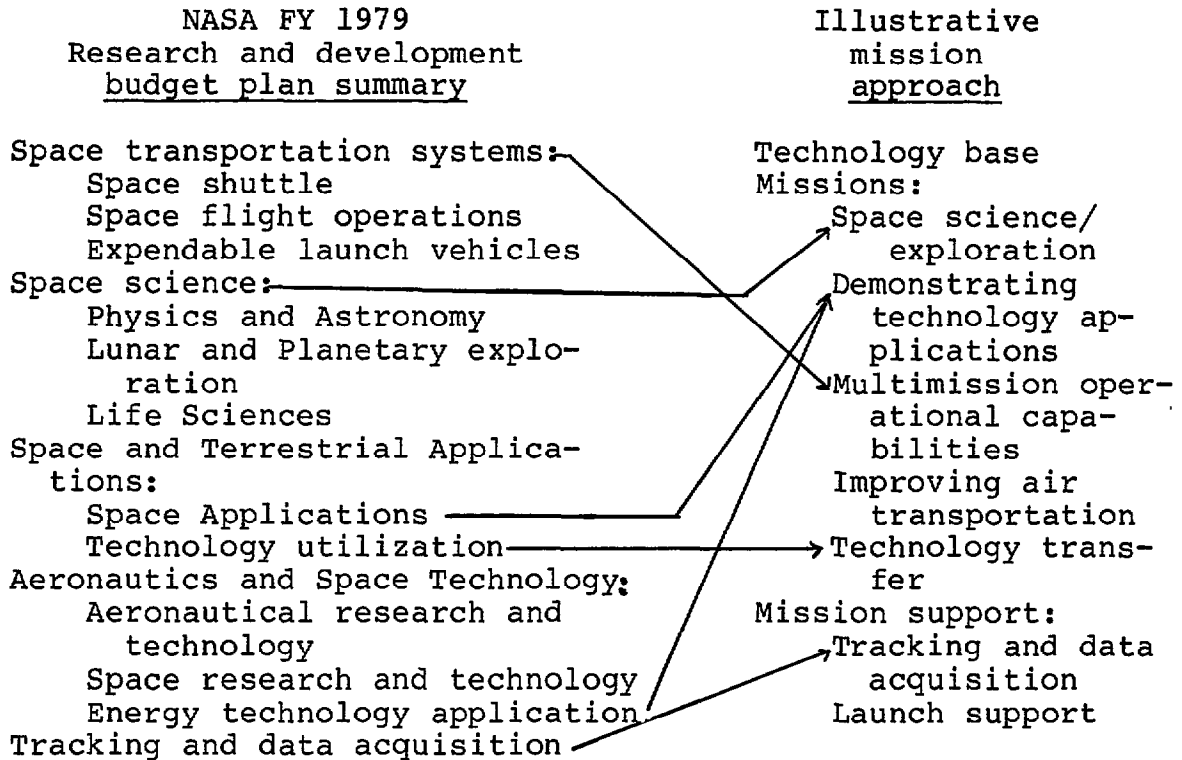 NASA FY 1979
Research and development
budget plan summary
Space transportation systems:
Space shuttle
Space flight operations
Expendable launch vehicles
Space science:
Physics and Astronomy
Lunar and Planetary explo-
ration
Life Sciences
Space and Terrestrial Applica-
tions:
Space Applications
Technology utilization
Aeronautics and Space Technology:
Aeronautical research and
technology
Space research and technology
Energy technology application
Tracking and data acquisition
Illustrative
mission
approach
Technology base
Missions:
Space science/
exploration
Demonstrating
technology ap-
plications
Multimission oper-
ational capa-
bilities
Improving air
transportation
Technology trans-
fer
Mission support:
Tracking and data
acquisition
Launch support